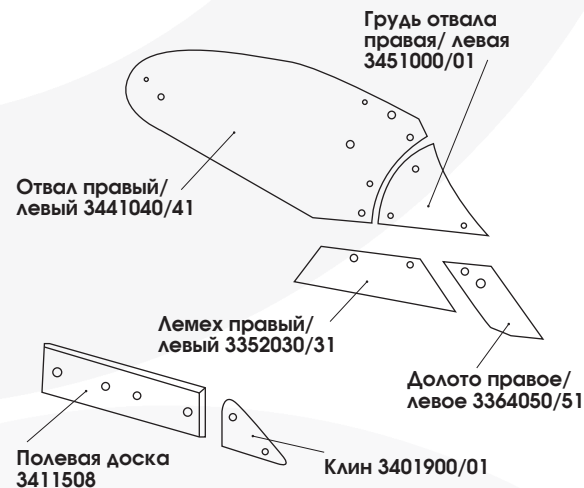 Грудь отвала
правая/ левая
3451000/01
Отвал правый/
левый 3441040/41
Лемех правый/
левый 3352030/31
Долото правое/
левое 3364050/51
Полевая доска
3411508
Клин 3401900/01